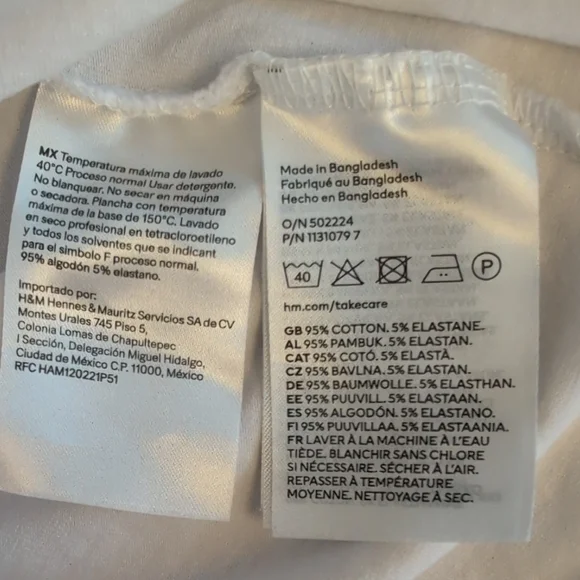 MX Temperatura máxima de lavado
40°C Proceso normal Usar detergente.
No blanquear. No secar en máquina
o secadora. Plancha con temperatura
máxima de la base de 150°C. Lavado
en seco profesional en tetracloroetileno
y todos los solventes que se indican
para el simbolo F proceso normal.
95% algodón 5% elastano.
Importado por:
H&M Hennes & Mauritz Servicios SA de CV
Montes Urales 745 Piso 5,
Colonia Lomas de Chapultepec
I Sección, Delegación Miguel Hidalgo,
Ciudad de México C.P. 11000, México
RFC HAM120221P51
Made in Bangladesh
Fabriqué au Bangladesh
Hecho en Bangladesh
O/N 502224
P/N 1131079 7
40 P
hm.com/takecare
GB 95% COTTON. 5% ELASTANE.
AL 95% PAMBUK. 5% ELASTAN.
CAT 95% COTÓ. 5% ELASTÀ.
CZ 95% BAVLNA. 5% ELASTAN.
DE 95% BAUMWOLLE. 5% ELASTHAN.
EE 95% PUUVILL. 5% ELASTAAN.
ES 95% ALGODÓN. 5% ELASTANO.
FI 95% PUUVILLAA. 5% ELASTAANIA.
FR LAVER À LA MACHINE À L'EAU
TIÈDE. BLANCHIR SANS CHLORE
SI NÉCESSAIRE. SÉCHER À L'AIR.
REPASSER À TEMPÉRATURE
MOYENNE. NETTOYAGE À SEC.